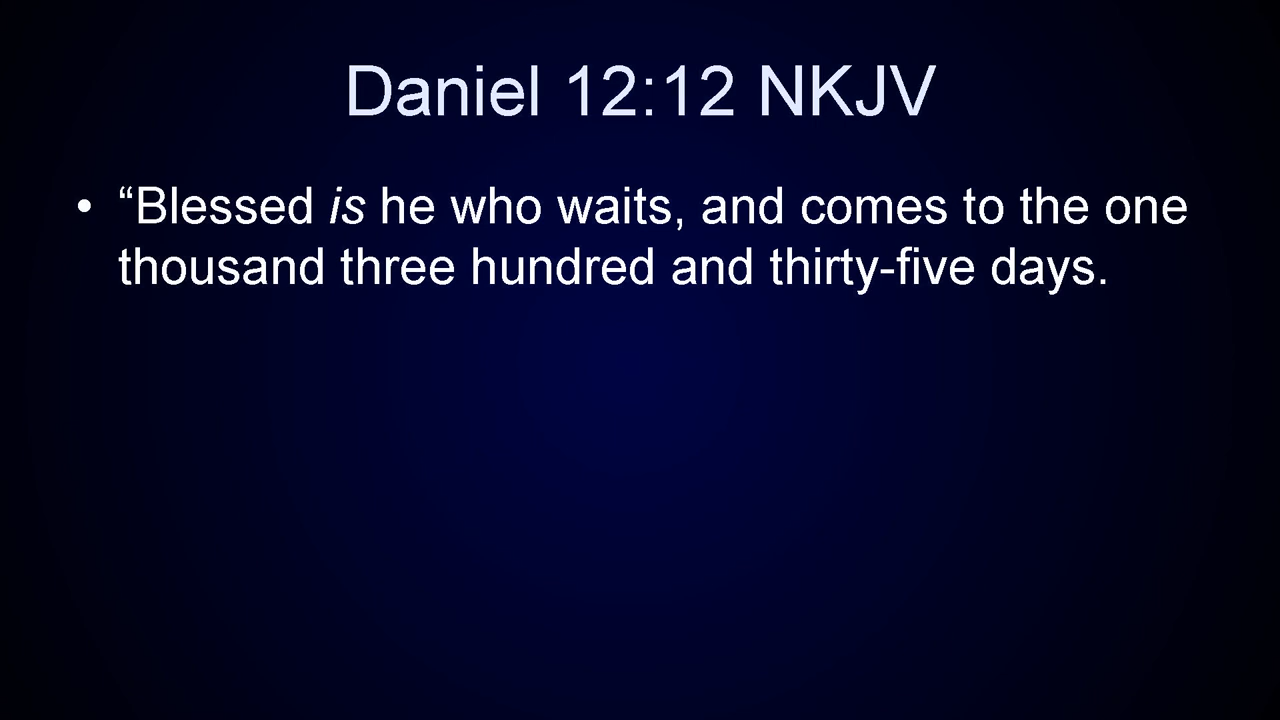 Daniel 12:12 NKJV
• “Blessed is he who waits, and comes to the one
thousand three hundred and thirty-five days.